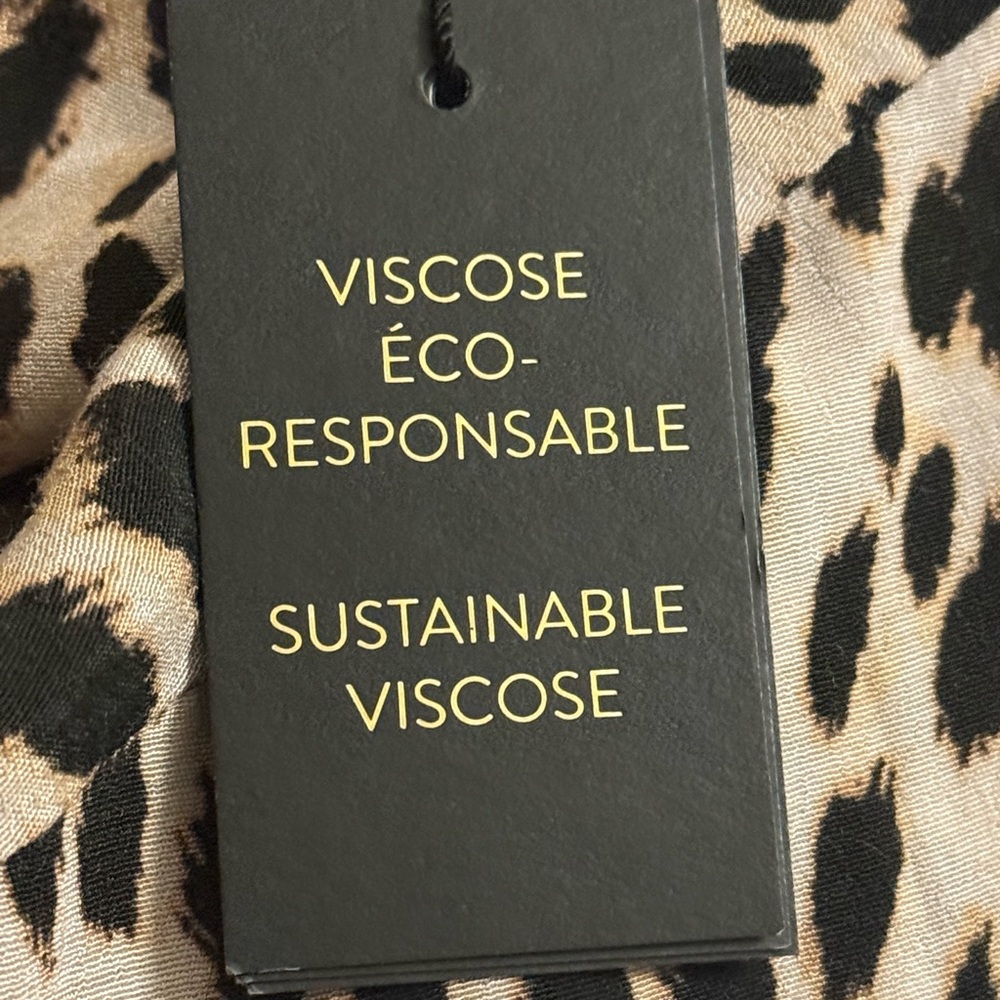 VISCOSE
ÉCO-
RESPONSABLE
SUSTAINABLE
VISCOSE